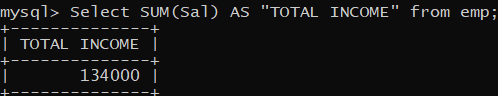 mysql> Select SUM(Sal) AS "TOTAL INCOME" from emp;
+--------------+
| TOTAL INCOME |
+--------------+
|       134000 |
+--------------+